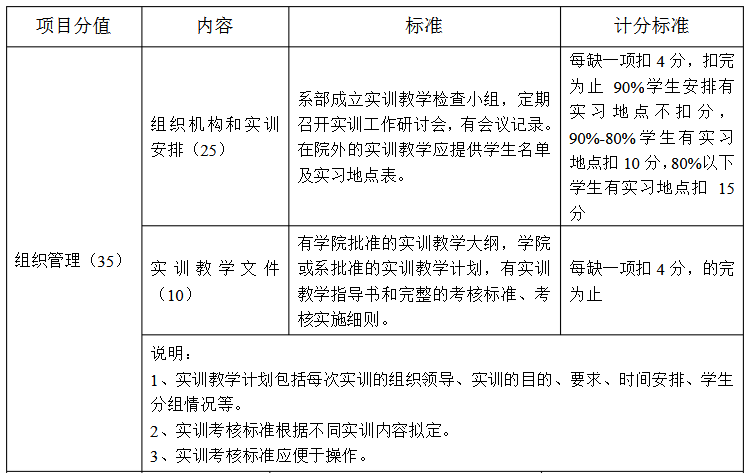 项目分值 内容 标准 计分标准
组织管理（35）
组织机构和实训
安排（25）
系部成立实训教学检查小组，定期
召开实训工作研讨会，有会议记录。
在院外的实训教学应提供学生名单
及实习地点表。
每缺一项扣 4 分，扣完
为止 90%学生安排有
实习地点不扣分，
90%-80%学生有实习
地点扣 10 分，80%以下
学生有实习地点扣 15
分
实训教学文件
（10）
有学院批准的实训教学大纲，学院
或系批准的实训教学计划，有实训
教学指导书和完整的考核标准、考
核实施细则。
每缺一项扣 4 分，的完
为止
说明：
1、实训教学计划包括每次实训的组织领导、实训的目的、要求、时间安排、学生
分组情况等。
2、实训考核标准根据不同实训内容拟定。
3、实训考核标准应便于操作。